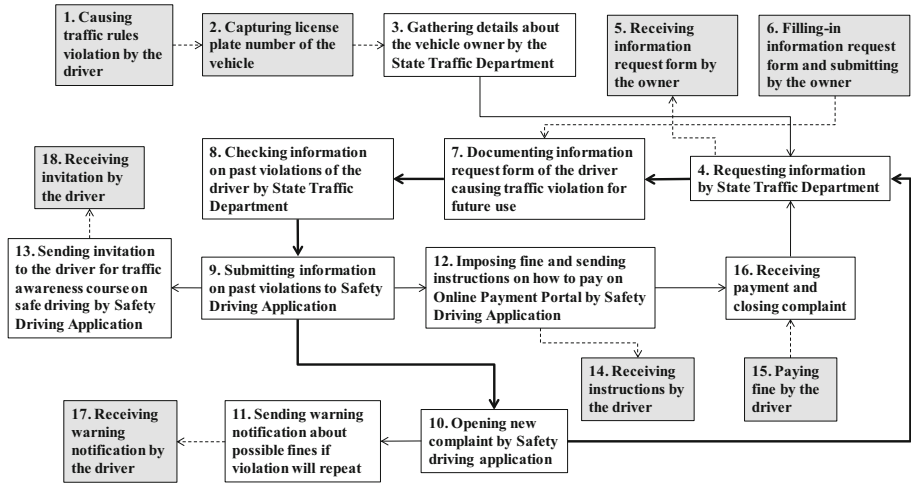 1. Causing
traffic rules
violation by the
driver
2. Capturing license
plate number of the
vehicle
3. Gathering details about
the vehicle owner by the
State Traffic Department
5. Receiving
information
request form by
the owner
6. Filling-in
information request
form and submitting
by the owner
18. Receiving
invitation by
the driver
8. Checking information
on past violations of
the driver by State Traffic
Department
7. Documenting information
request form of the driver
causing traffic violation for
future use
4. Requesting information
by State Traffic Department
13. Sending invitation
to the driver for traffic
awareness course on
safe driving by Safety
Driving Application
9. Submitting information
on past violations to Safety
Driving Application
12. Imposing fine and sending
instructions on how to pay on
Online Payment Portal by Safety
Driving Application
16. Receiving
payment and
closing complaint
14. Receiving
instructions by
the driver
15. Paying
fine by the
driver
17. Receiving
warning
notification by
the driver
11. Sending warning
notification about
possible fines if
violation will repeat
10. Opening new
complaint by Safety
driving application